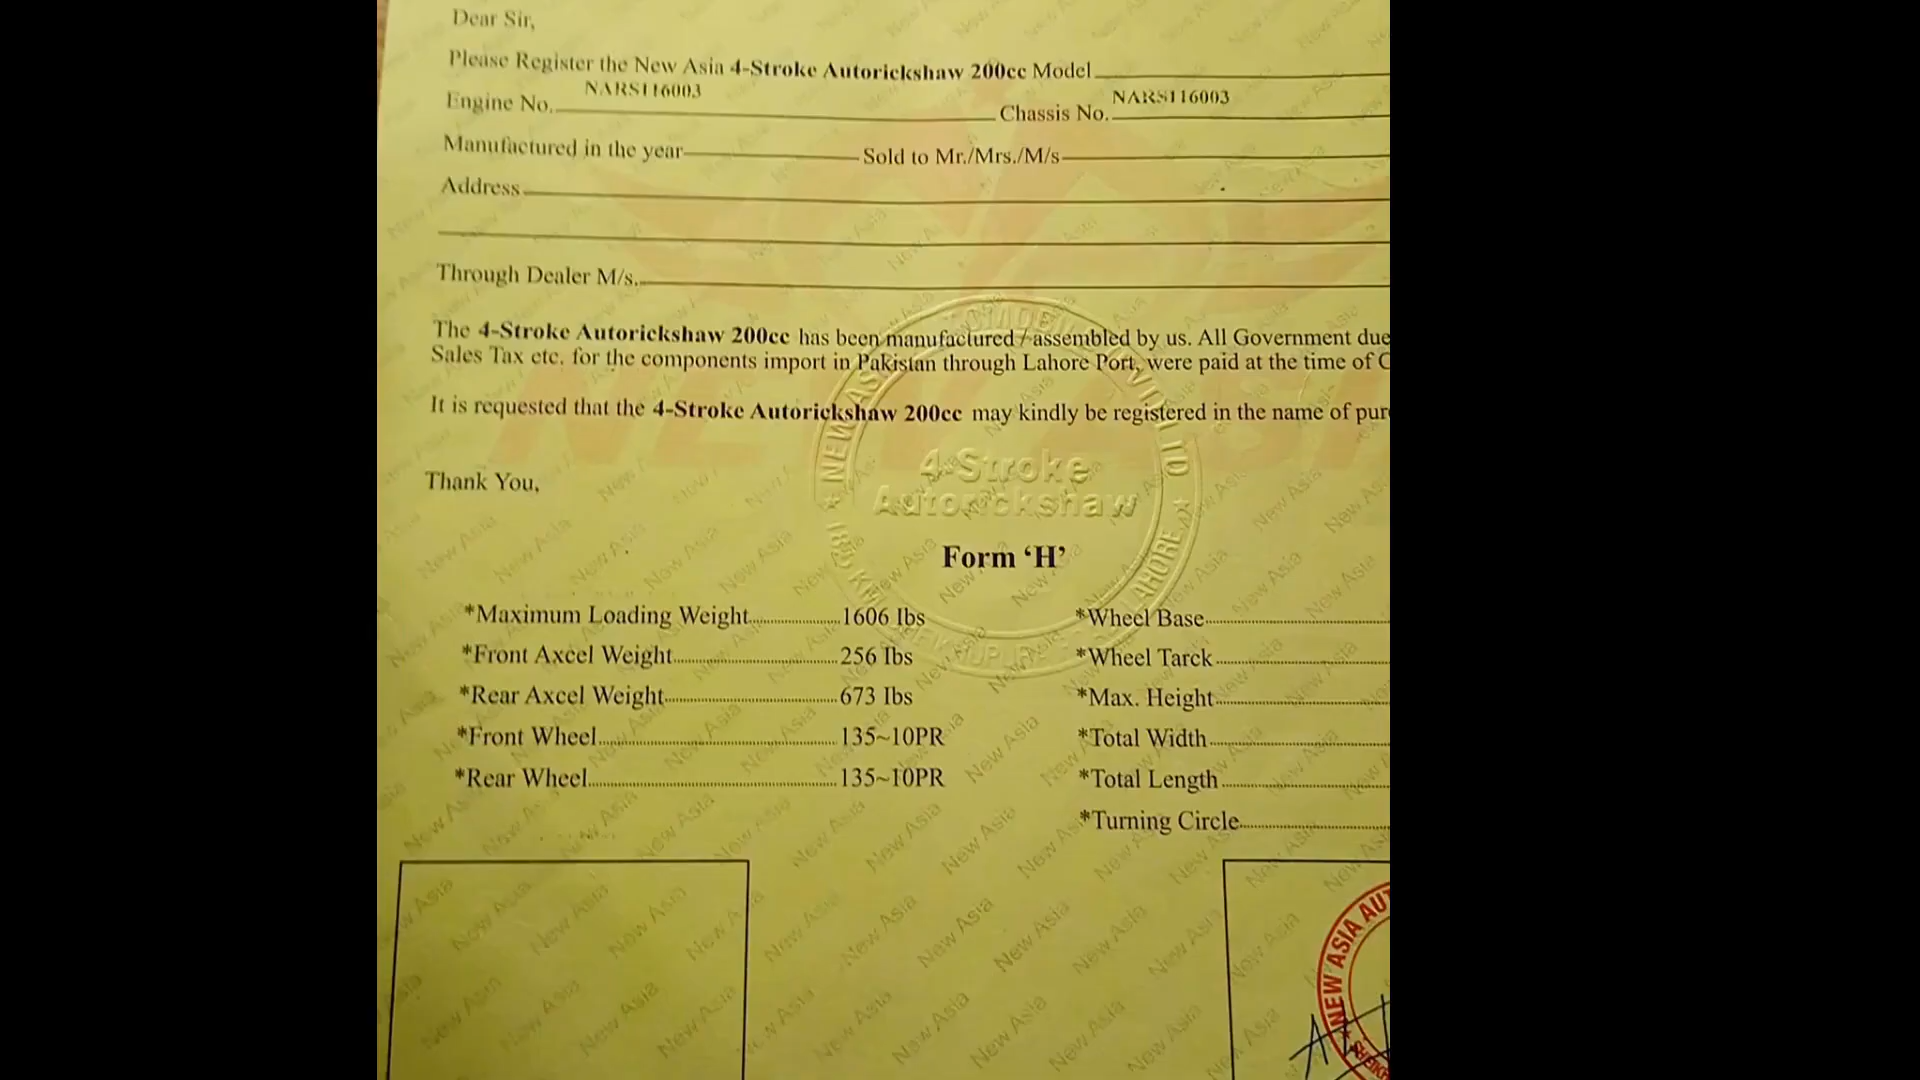 Dear Sir,
Please Register the New Asia 4-Stroke Autorickshaw 200cc Model
NARS116003
NARS116003
Engine No.
Chassis No.
Manufactured in the year
Sold to Mr./Mrs./M/s
Address
Through Dealer M/s.
The 4-Stroke Autorickshaw 200cc has been manufactured / assembled by us. All Government due
Sales Tax etc. for the components import in Pakistan through Lahore Port, were paid at the time of C
It is requested that the 4-Stroke Autorickshaw 200cc may kindly be registered in the name of pur
Thank You,
4-Stroke
Autorickshaw
Form ‘H’
*Maximum Loading Weight 1606 Ibs
*Front Axcel Weight 256 Ibs
*Rear Axcel Weight 673 Ibs
*Front Wheel 135~10PR
*Rear Wheel 135~10PR
*Wheel Base
*Wheel Tarck
*Max. Height
*Total Width
*Total Length
*Turning Circle
NEW ASIA AUT